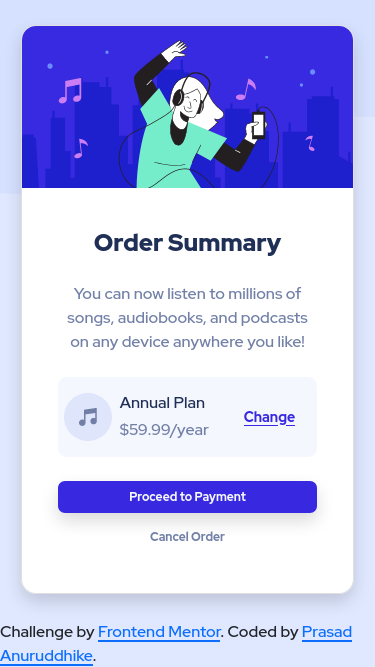 Order Summary
You can now listen to millions of
songs, audiobooks, and podcasts
on any device anywhere you like!
Annual Plan
$59.99/year
Change
Proceed to Payment
Cancel Order
Challenge by Frontend Mentor. Coded by Prasad
Anuruddhike.